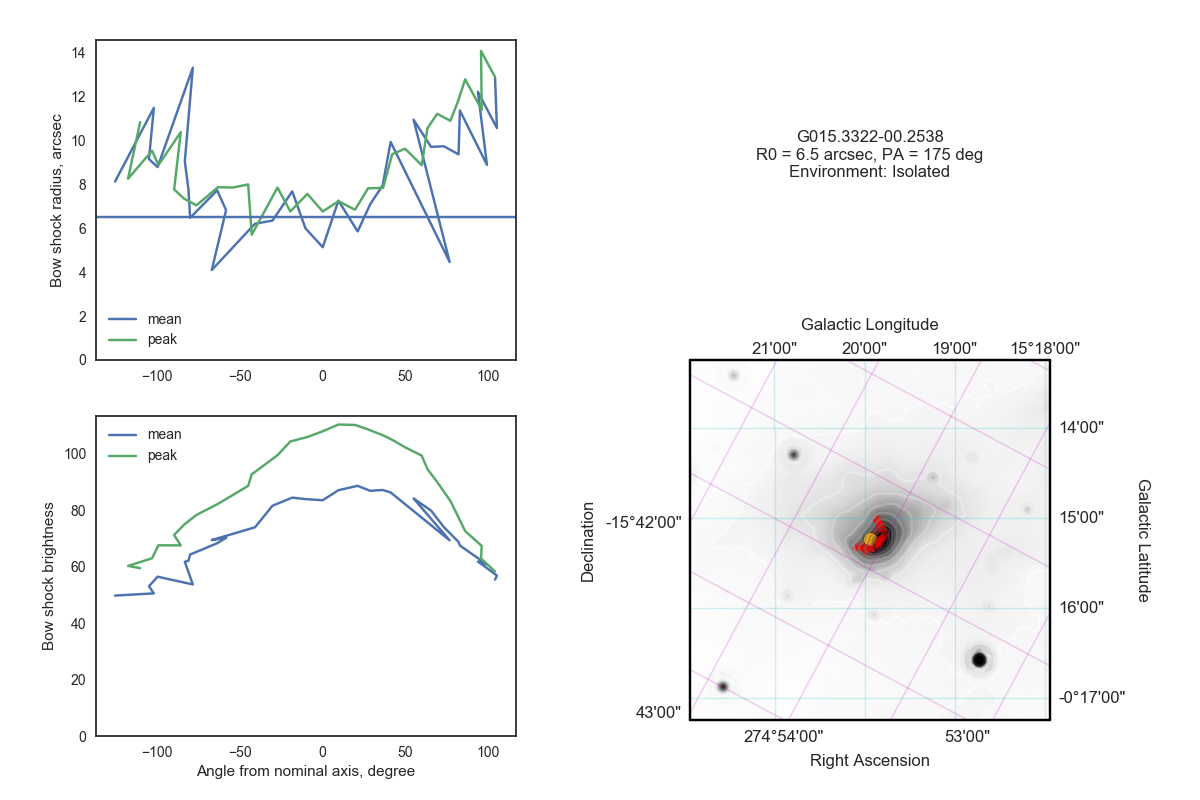 14
12
10
8
6
4
2
0
Bow shock radius, arcsec
mean
peak
−100
−50
0
50
100
G015.3322-00.2538
R0 = 6.5 arcsec, PA = 175 deg
Environment: Isolated
mean
peak
100
80
60
40
20
0
Bow shock brightness
−100
−50
0
50
100
Angle from nominal axis, degree
Galactic Longitude
21'00"
20'00"
19'00"
15°18'00"
14'00"
15'00"
16'00"
-0°17'00"
Galactic Latitude
-15°42'00"
43'00"
Declination
274°54'00"
53'00"
Right Ascension